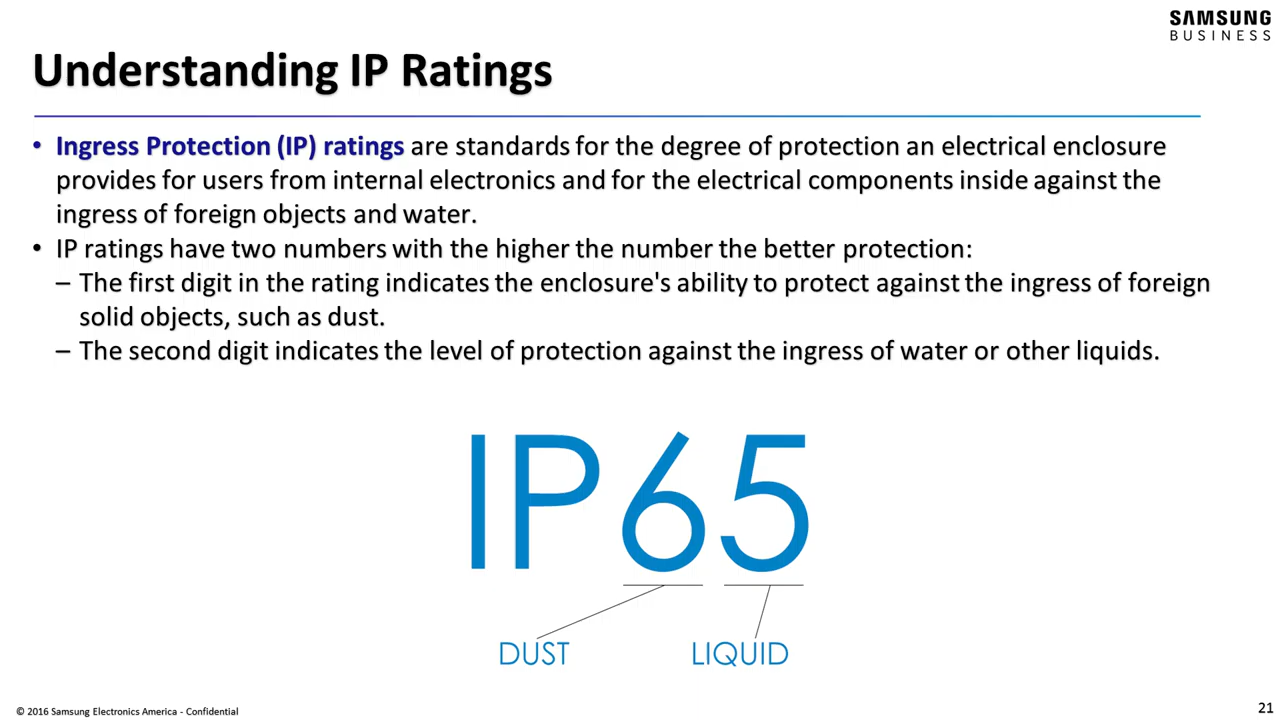 SAMSUNG
BUSINESS
Understanding IP Ratings
• Ingress Protection (IP) ratings are standards for the degree of protection an electrical enclosure
provides for users from internal electronics and for the electrical components inside against the
ingress of foreign objects and water.
• IP ratings have two numbers with the higher the number the better protection:
– The first digit in the rating indicates the enclosure's ability to protect against the ingress of foreign
solid objects, such as dust.
– The second digit indicates the level of protection against the ingress of water or other liquids.
IP65
DUST LIQUID
© 2016 Samsung Electronics America - Confidential
21